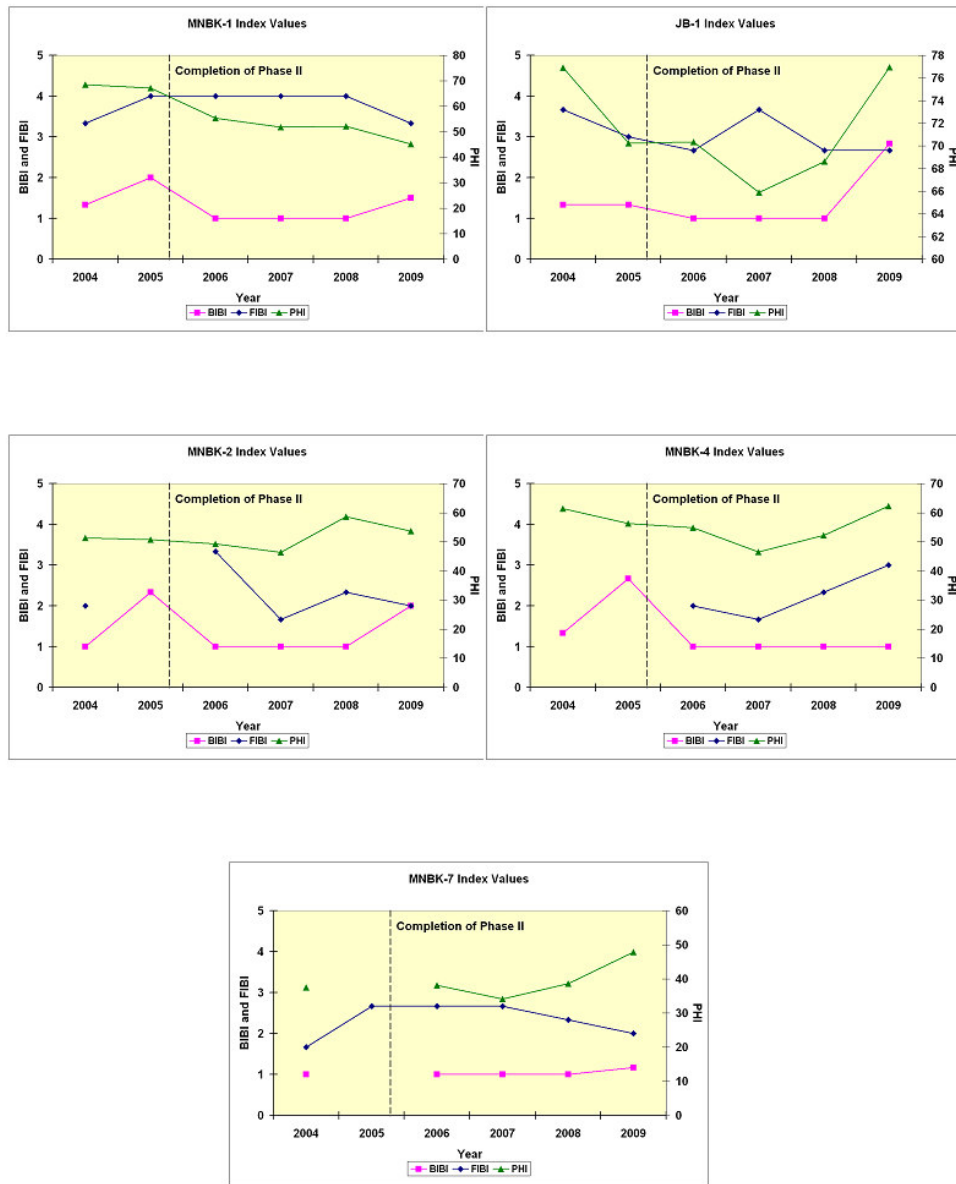 MNBK-1 Index Values
5
4
3
2
1
0
BIBI and FIBI
Completion of Phase II
80
70
60
50
40
30
20
10
0
PHI
2004 2005 2006 2007 2008 2009
Year
BIBI FIBI PHI
JB-1 Index Values
5
4
3
2
1
0
BIBI and FIBI
Completion of Phase II
78
76
74
72
70
68
66
64
62
60
PHI
2004 2005 2006 2007 2008 2009
Year
BIBI FIBI PHI
MNBK-2 Index Values
5
4
3
2
1
0
BIBI and FIBI
Completion of Phase II
70
60
50
40
30
20
10
0
PHI
2004 2005 2006 2007 2008 2009
Year
BIBI FIBI PHI
MNBK-4 Index Values
5
4
3
2
1
0
BIBI and FIBI
Completion of Phase II
70
60
50
40
30
20
10
0
PHI
2004 2005 2006 2007 2008 2009
Year
BIBI FIBI PHI
MNBK-7 Index Values
5
4
3
2
1
0
BIBI and FIBI
Completion of Phase II
60
50
40
30
20
10
0
PHI
2004 2005 2006 2007 2008 2009
Year
BIBI FIBI PHI